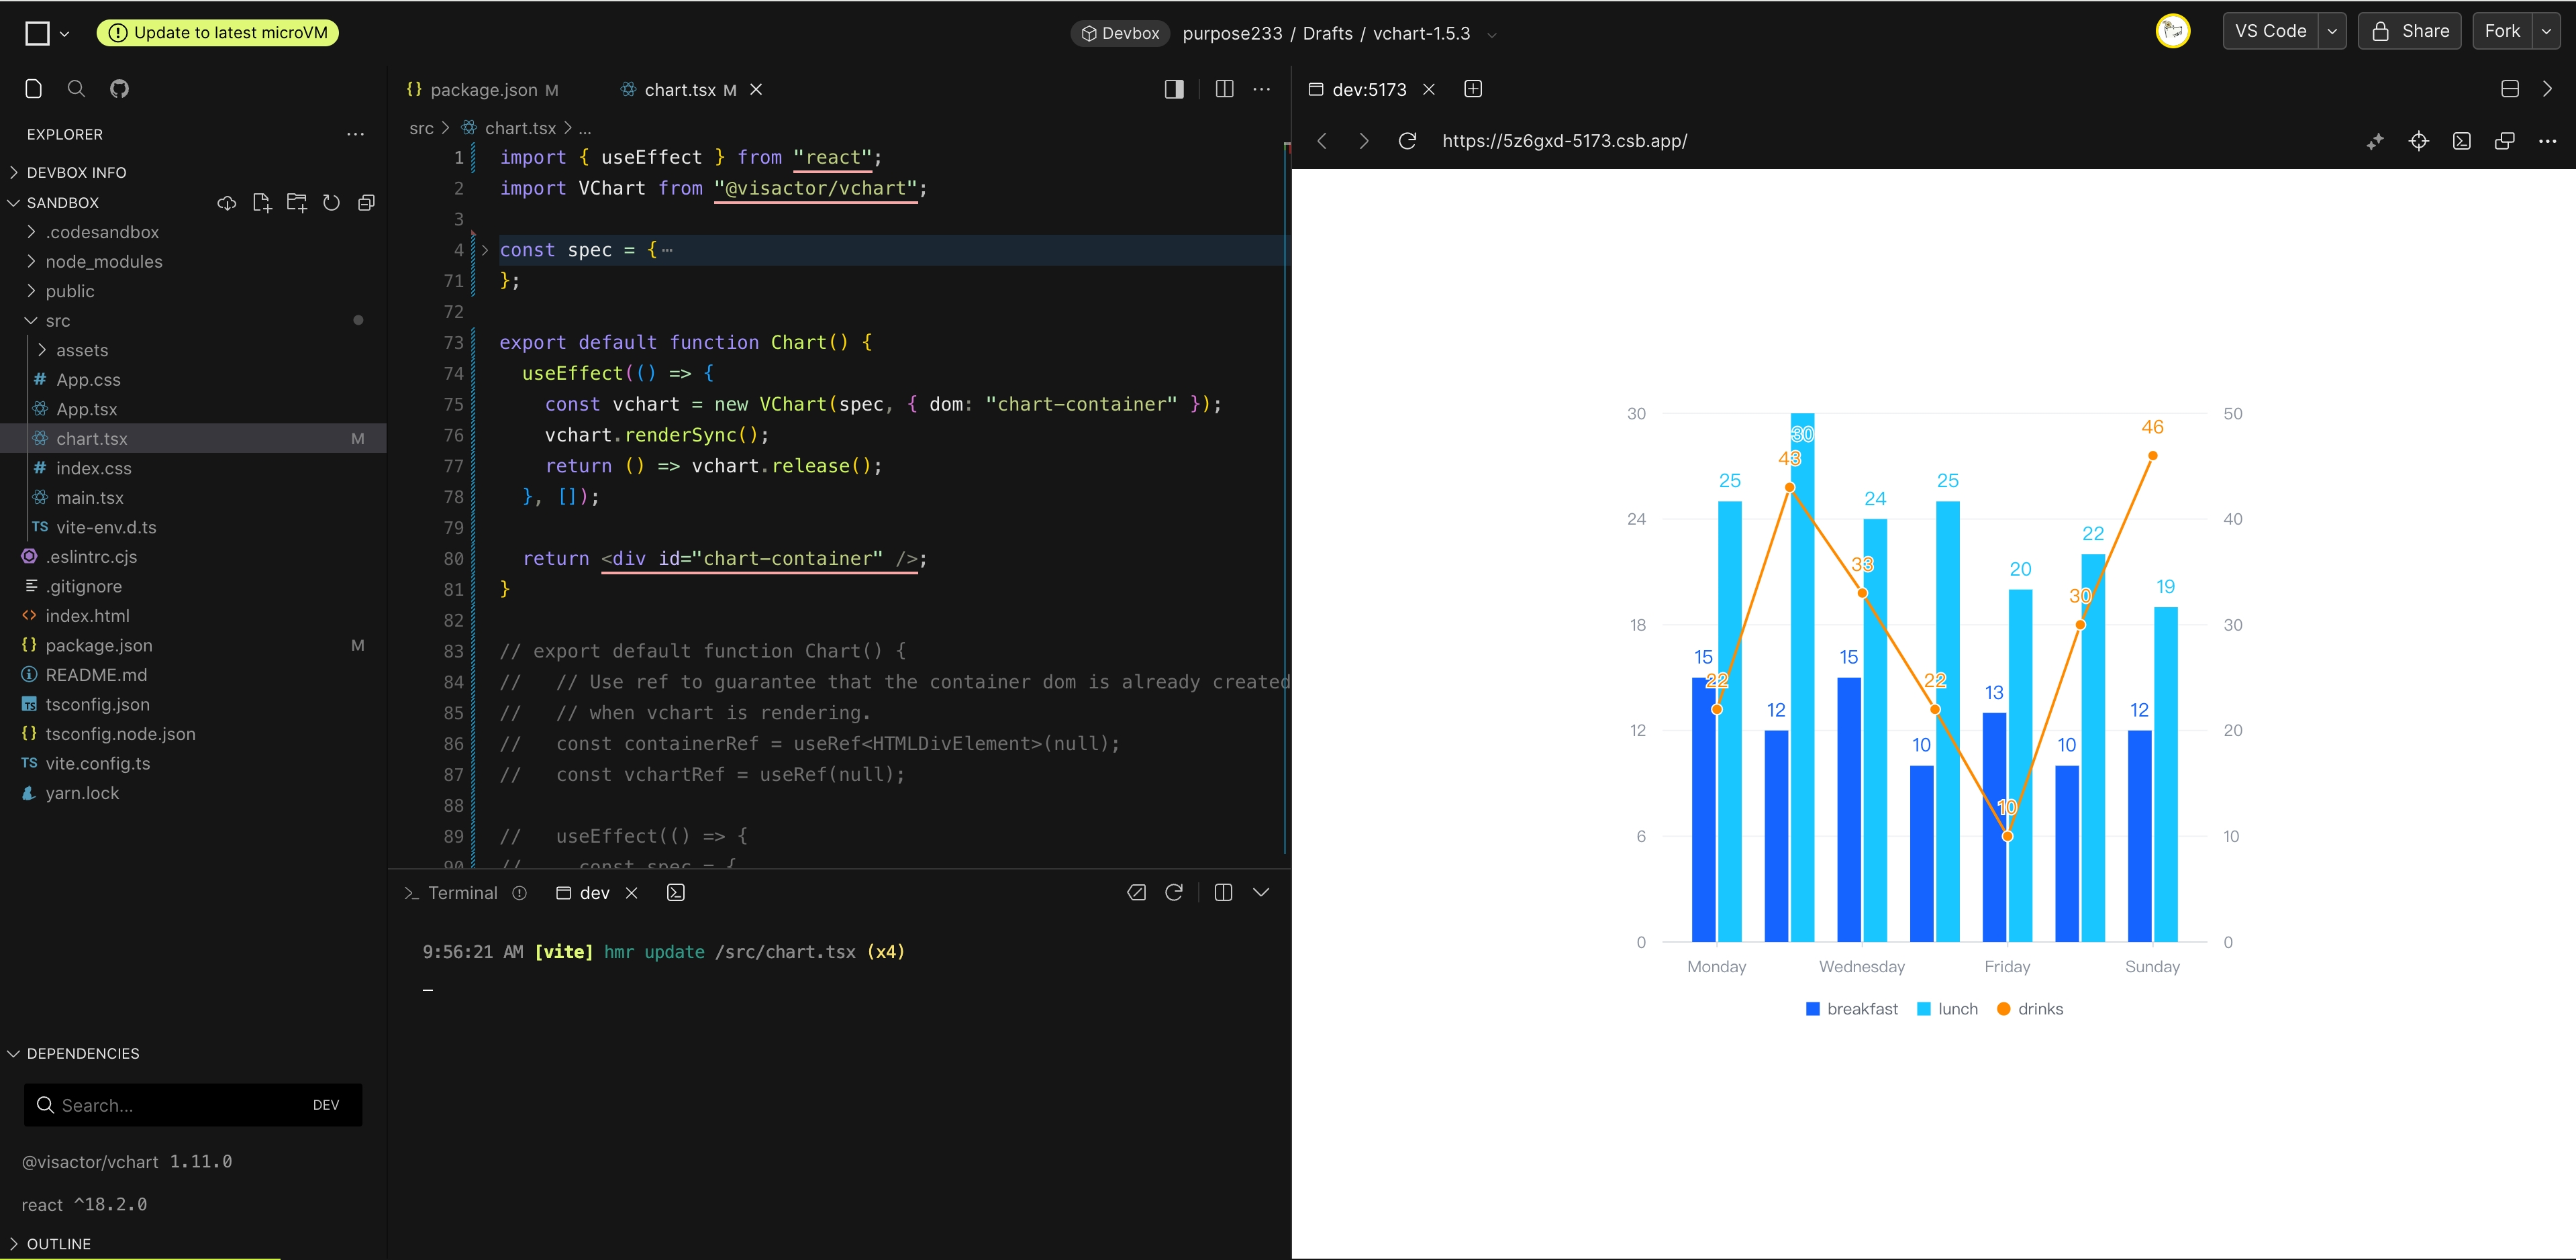 Update to latest microVM
Devbox purpose233 / Drafts / vchart-1.5.3
VS Code
Share
Fork
EXPLORER
DEVBOX INFO
SANDBOX
.codesandbox
node_modules
public
src
assets
# App.css
App.tsx
chart.tsx M
# index.css
main.tsx
TS vite-env.d.ts
.eslintrc.cjs
.gitignore
index.html
{} package.json M
README.md
TS tsconfig.json
{} tsconfig.node.json
TS vite.config.ts
yarn.lock
DEPENDENCIES
Search... DEV
@visactor/vchart 1.11.0
react ^18.2.0
OUTLINE
{} package.json M
chart.tsx M
src > chart.tsx > ...
1 import { useEffect } from "react";
2 import VChart from "@visactor/vchart";
3
4 const spec = {
71 };
72
73 export default function Chart() {
74 useEffect(() => {
75 const vchart = new VChart(spec, { dom: "chart-container" });
76 vchart.renderSync();
77 return () => vchart.release();
78 }, []);
79
80 return <div id="chart-container" />;
81 }
82
83 // export default function Chart() {
84 // // Use ref to guarantee that the container dom is already created
85 // // when vchart is rendering.
86 // const containerRef = useRef<HTMLDivElement>(null);
87 // const vchartRef = useRef(null);
88
89 // useEffect(() => {
90 // const spec = {
Terminal
dev
9:56:21 AM [vite] hmr update /src/chart.tsx (x4)
dev:5173
https://5z6gxd-5173.csb.app/
30 50
30
46
43
25 25
24
24 40
22
33
20
19
30
18 30
15 15
22 22
13
12 12
12 20
10 10
10
6 10
0 0
Monday Wednesday Friday Sunday
breakfast lunch drinks